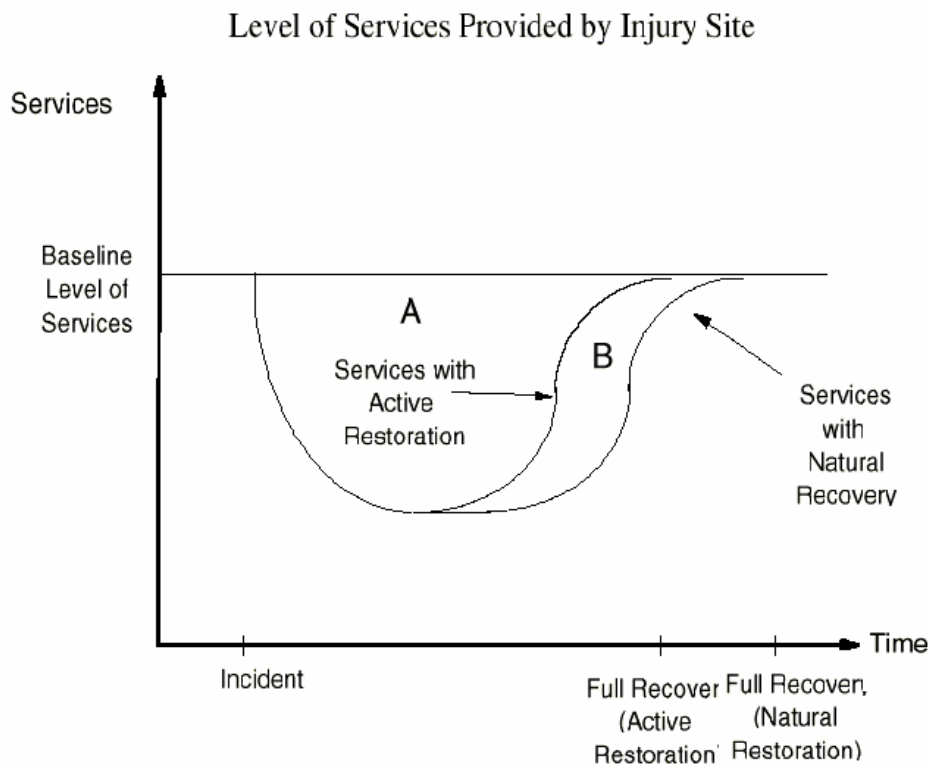 Level of Services Provided by Injury Site
Services
Baseline
Level of
Services
A
B
Services with
Active
Restoration
Services
with
Natural
Recovery
Time
Incident
Full Recover
(Active
Restoration
Full Recover,
(Natural
Restoration)